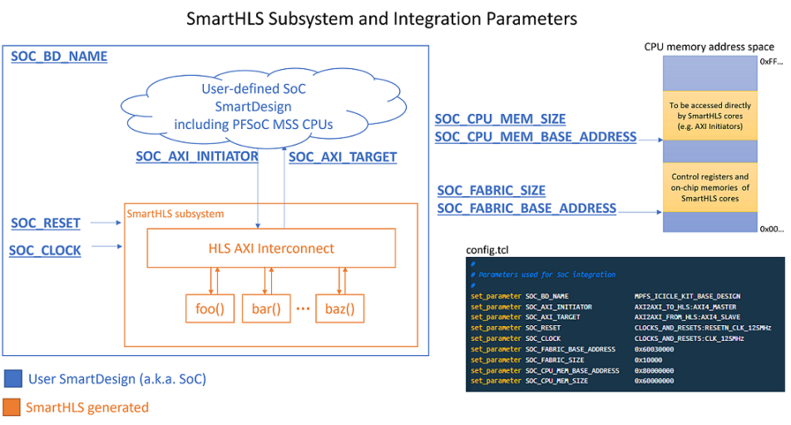 SmartHLS Subsystem and Integration Parameters
SOC_BD_NAME
User-defined SoC
SmartDesign
including PFSoC MSS CPUs
SOC_AXI_INITIATOR
SOC_AXI_TARGET
SOC_RESET
SOC_CLOCK
SmartHLS subsystem
HLS AXI Interconnect
foo()
bar()
...
baz()
User SmartDesign (a.k.a. SoC)
SmartHLS generated
CPU memory address space
0xFF...
SOC_CPU_MEM_SIZE
SOC_CPU_MEM_BASE_ADDRESS
To be accessed directly
by SmartHLS cores
(e.g. AXI Initiators)
SOC_FABRIC_SIZE
SOC_FABRIC_BASE_ADDRESS
Control registers and
on-chip memories of
SmartHLS cores
0x00...
config.tcl
#
# Parameters used for SoC integration
#
set_parameter SOC_BD_NAME MPFS_ICICLE_KIT_BASE_DESIGN
set_parameter SOC_AXI_INITIATOR AXI2AXI_TO_HLS:AXI4_MASTER
set_parameter SOC_AXI_TARGET AXI2AXI_FROM_HLS:AXI4_SLAVE
set_parameter SOC_RESET CLOCKS_AND_RESETS:RESETN_CLK_125MHz
set_parameter SOC_CLOCK CLOCKS_AND_RESETS:CLK_125MHz
set_parameter SOC_FABRIC_BASE_ADDRESS 0x60030000
set_parameter SOC_FABRIC_SIZE 0x10000
set_parameter SOC_CPU_MEM_BASE_ADDRESS 0x80000000
set_parameter SOC_CPU_MEM_SIZE 0x60000000